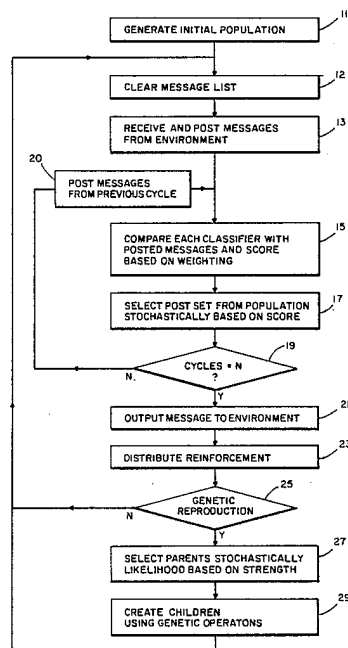 11
GENERATE INITIAL POPULATION
12
CLEAR MESSAGE LIST
13
RECEIVE AND POST MESSAGES
FROM ENVIRONMENT
20
POST MESSAGES
FROM PREVIOUS CYCLE
15
COMPARE EACH CLASSIFIER WITH
POSTED MESSAGES AND SCORE
BASED ON WEIGHTING
17
SELECT POST SET FROM POPULATION
STOCHASTICALLY BASED ON SCORE
19
CYCLES = N
?
N
Y
21
OUTPUT MESSAGE TO ENVIRONMENT
23
DISTRIBUTE REINFORCEMENT
25
GENETIC
REPRODUCTION
N
Y
27
SELECT PARENTS STOCHASTICALLY
LIKELIHOOD BASED ON STRENGTH
29
CREATE CHILDREN
USING GENETIC OPERATONS